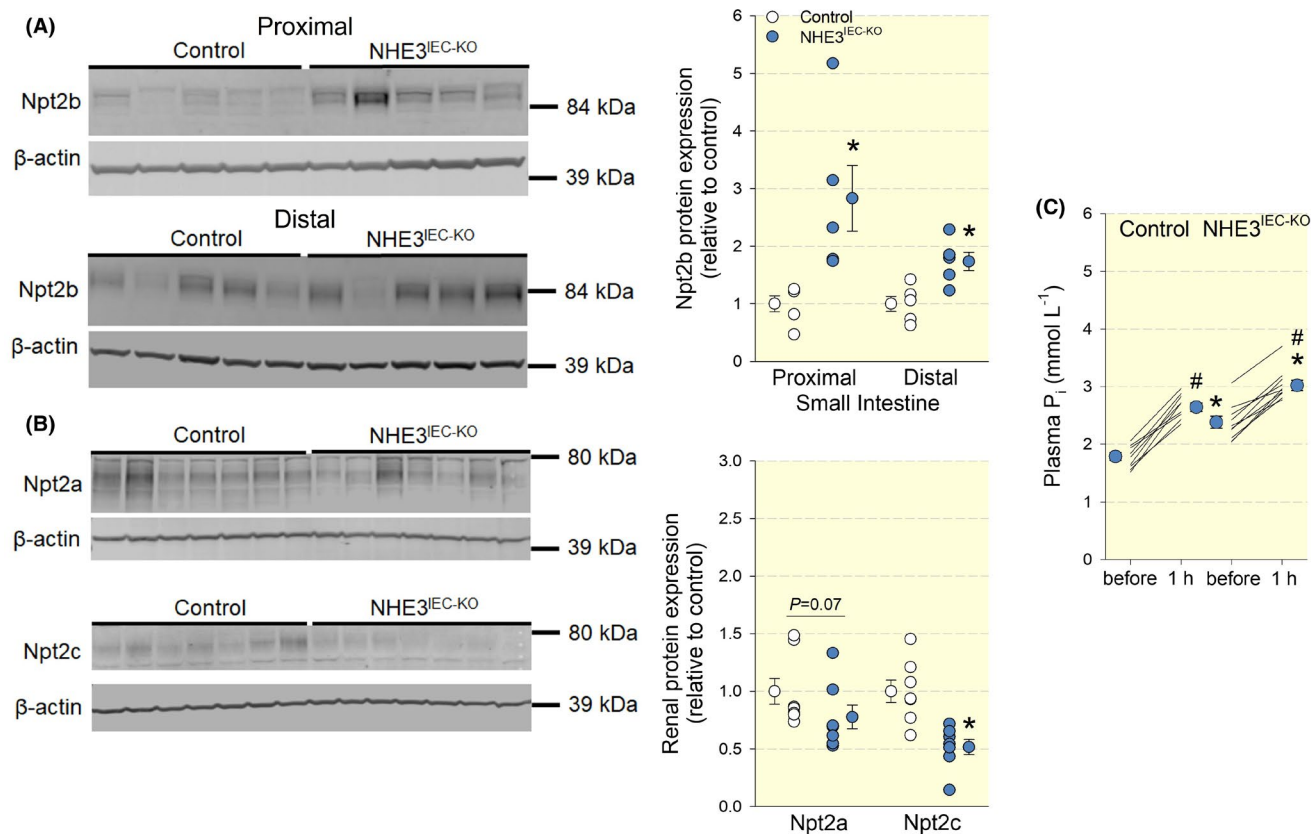 (A)
Proximal
Control NHE3IEC-KO
Npt2b
84 kDa
β-actin
39 kDa
Distal
Control NHE3IEC-KO
Npt2b
84 kDa
β-actin
39 kDa
Control
NHE3IEC-KO
6
5
4
3
2
1
0
Npt2b protein expression
(relative to control)
*
*
Proximal Distal
Small Intestine
(B)
Control NHE3IEC-KO
80 kDa
Npt2a
β-actin
39 kDa
Control NHE3IEC-KO
80 kDa
Npt2c
39 kDa
β-actin
3.0
2.5
2.0
1.5
1.0
0.5
0.0
Renal protein expression
(relative to control)
P=0.07
*
Npt2a Npt2c
(C)
6
5
4
3
2
1
0
Plasma Pi (mmol L−1)
Control NHE3IEC-KO
#
*
#
*
before 1 h before 1 h